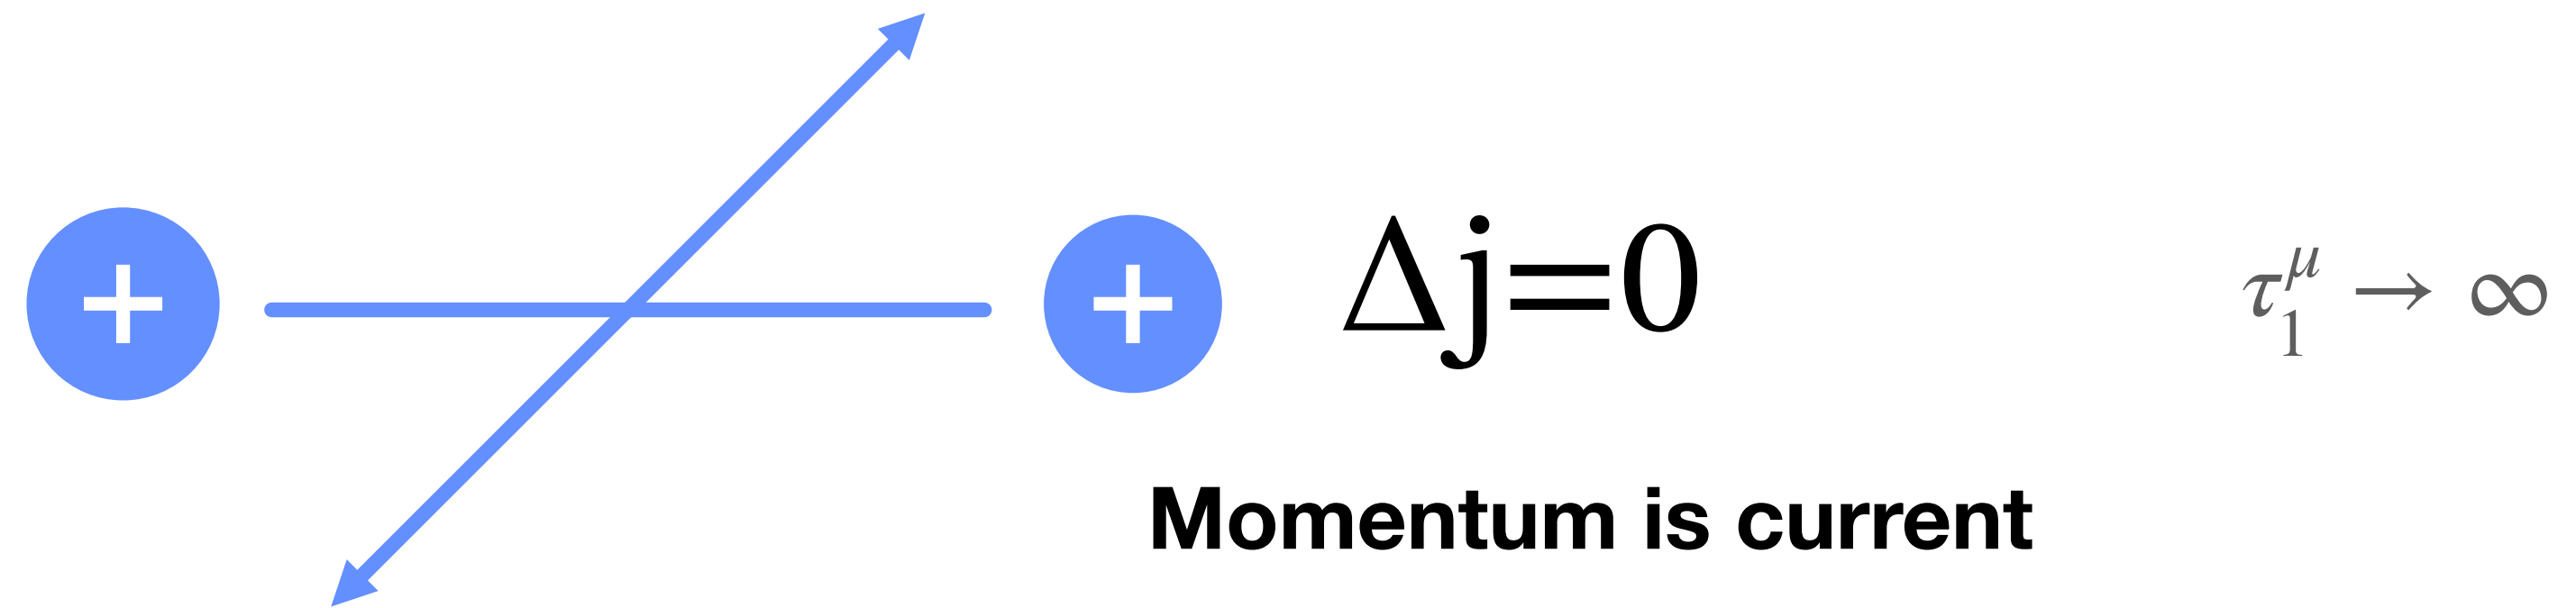 + + Δj=0 τ₁^μ → ∞
Momentum is current